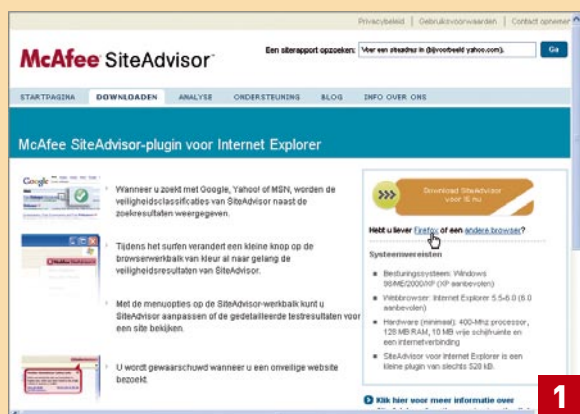 Privacybeleid | Gebruiksvoorwaarden | Contact opnemen
McAfee SiteAdvisor™
Een siterapport opzoeken:
Voer een siteadres in (bijvoorbeeld yahoo.com).
Ga
STARTPAGINA
DOWNLOADEN
ANALYSE
ONDERSTEUNING
BLOG
INFO OVER ONS
McAfee SiteAdvisor-plugin voor Internet Explorer
Google
Wanneer u zoekt met Google, Yahoo! of MSN, worden de
veiligheidsclassificaties van SiteAdvisor naast de
zoekresultaten weergegeven.
Tijdens het surfen verandert een kleine knop op de
browserwerkbalk van kleur al naar gelang de
veiligheidsresultaten van SiteAdvisor.
Met de menuopties op de SiteAdvisor-werkbalk kunt u
SiteAdvisor aanpassen of de gedetailleerde testresultaten voor
een site bekijken.
U wordt gewaarschuwd wanneer u een onveilige website
bezoekt.
Download SiteAdvisor
voor IE nu
Hebt u liever Firefox of een andere browser?
Systeemvereisten
Besturingssysteem: Windows
98/ME/2000/XP (XP aanbevolen)
Webbrowser: Internet Explorer 5.5-6.0 (6.0
aanbevolen)
Hardware (minimaal): 400-Mhz processor,
128 MB RAM, 10 MB vrije schijfruimte en
een internetverbinding
SiteAdvisor voor Internet Explorer is een
kleine plugin van slechts 528 kB.
Klik hier voor meer informatie over
1